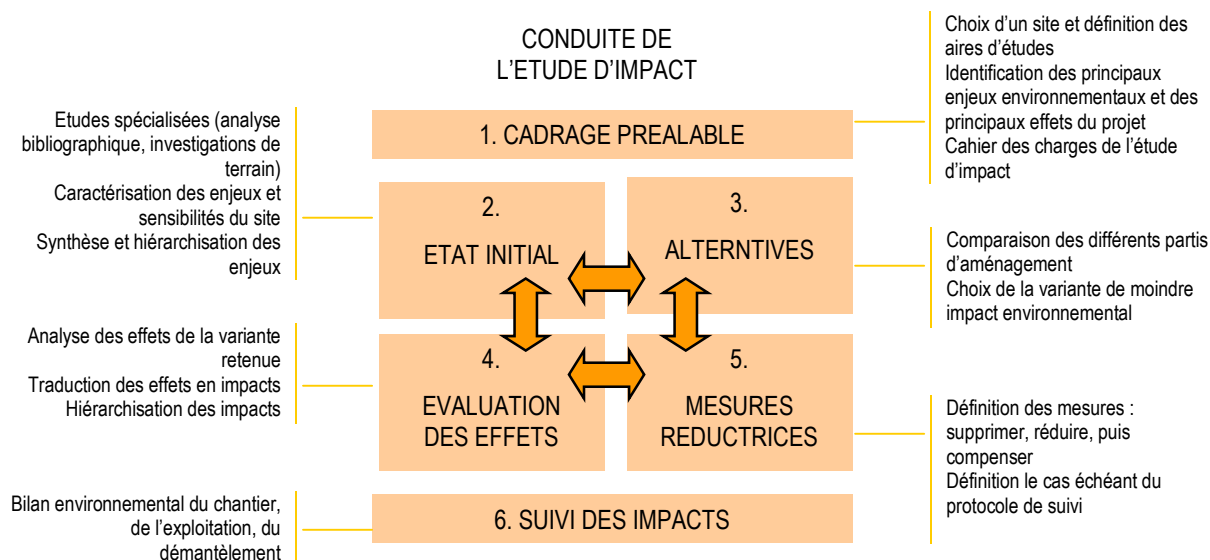 CONDUITE DE
L'ETUDE D'IMPACT
Choix d'un site et définition des
aires d'études
Identification des principaux
enjeux environnementaux et des
principaux effets du projet
Cahier des charges de l'étude
d'impact
1. CADRAGE PREALABLE
Etudes spécialisées (analyse
bibliographique, investigations de
terrain)
Caractérisation des enjeux et
sensibilités du site
Synthèse et hiérarchisation des
enjeux
2.
ETAT INITIAL
3.
ALTERNTIVES
Comparaison des différents partis
d'aménagement
Choix de la variante de moindre
impact environnemental
Analyse des effets de la variante
retenue
Traduction des effets en impacts
Hiérarchisation des impacts
4.
EVALUATION
DES EFFETS
5.
MESURES
REDUCTRICES
Définition des mesures :
supprimer, réduire, puis
compenser
Définition le cas échéant du
protocole de suivi
Bilan environnemental du chantier,
de l'exploitation, du
démantèlement
6. SUIVI DES IMPACTS